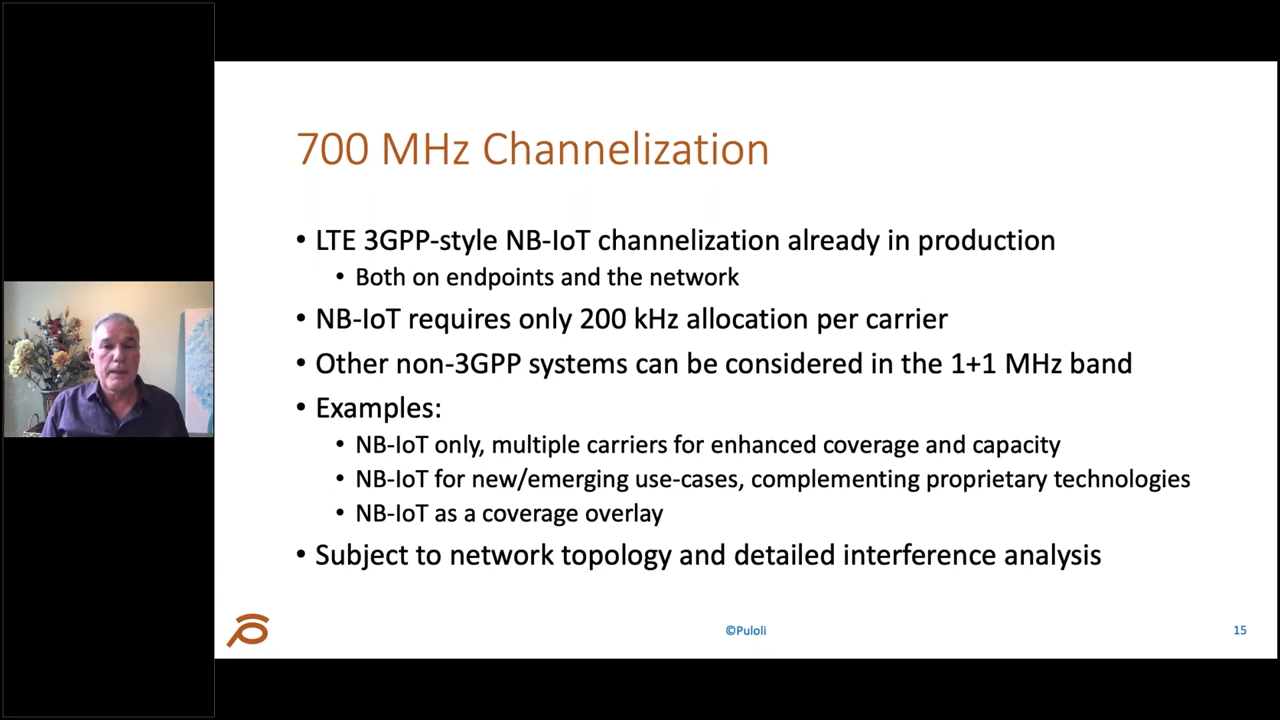 700 MHz Channelization
• LTE 3GPP-style NB-IoT channelization already in production
• Both on endpoints and the network
• NB-IoT requires only 200 kHz allocation per carrier
• Other non-3GPP systems can be considered in the 1+1 MHz band
• Examples:
• NB-IoT only, multiple carriers for enhanced coverage and capacity
• NB-IoT for new/emerging use-cases, complementing proprietary technologies
• NB-IoT as a coverage overlay
• Subject to network topology and detailed interference analysis
©Puloli
15